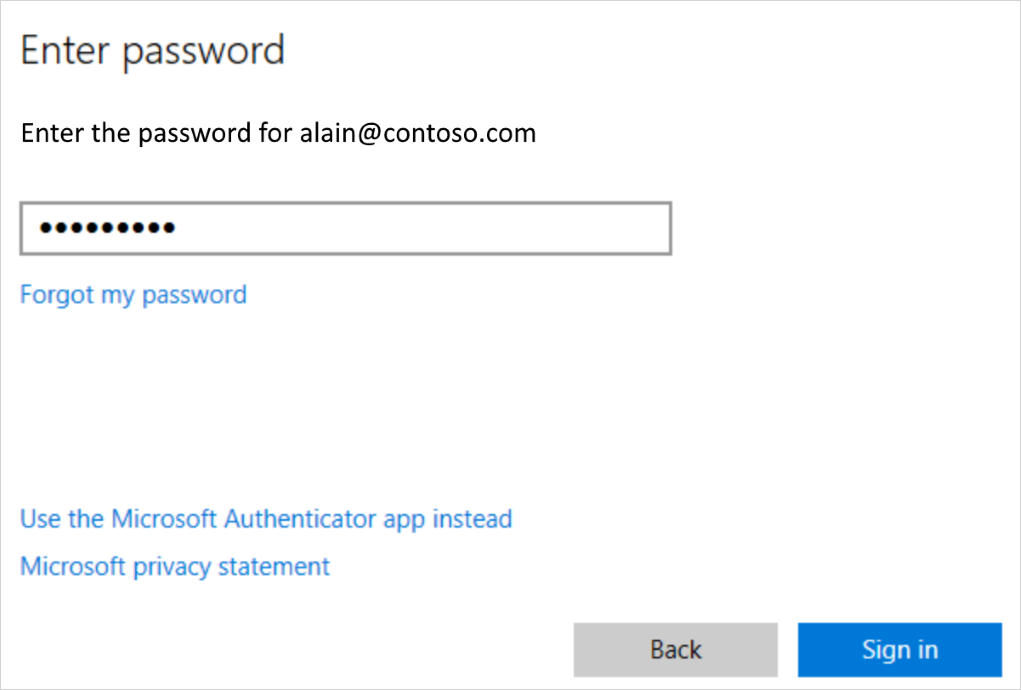 Enter password
Enter the password for alain@contoso.com
•••••••••
Forgot my password
Use the Microsoft Authenticator app instead
Microsoft privacy statement
Back
Sign in